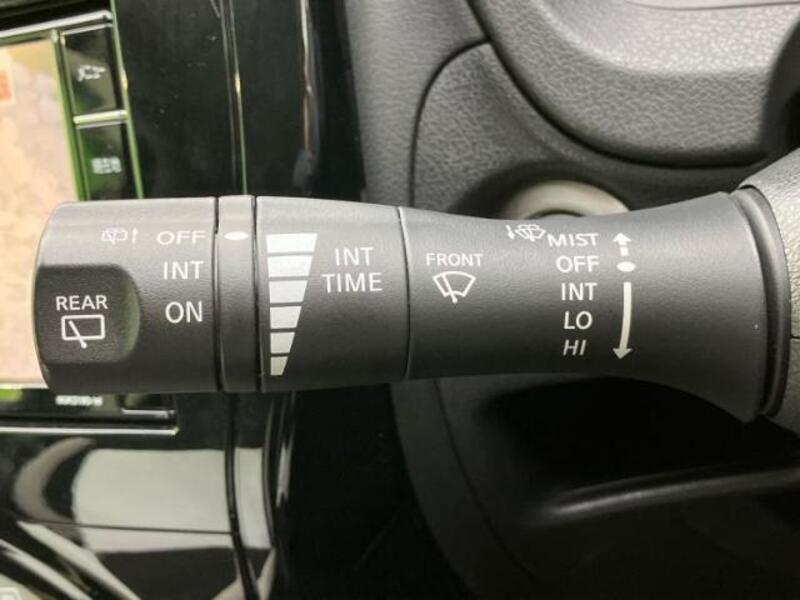 REAR
OFF
INT
ON
INT
TIME
FRONT
MIST
OFF
INT
LO
HI